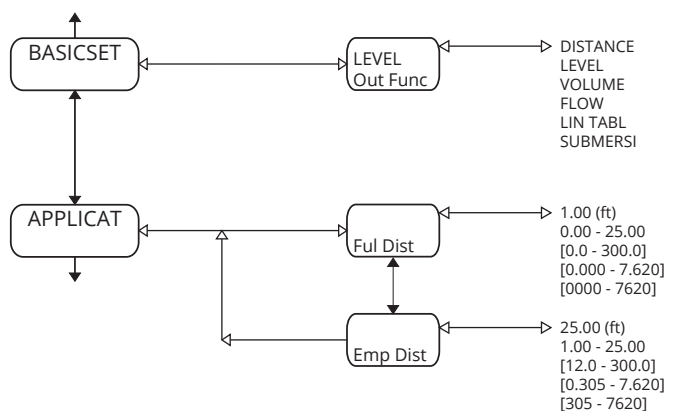 BASICSET
LEVEL
Out Func
DISTANCE
LEVEL
VOLUME
FLOW
LIN TABL
SUBMERSI
APPLICAT
Ful Dist
1.00 (ft)
0.00 - 25.00
[0.0 - 300.0]
[0.000 - 7.620]
[0000 - 7620]
Emp Dist
25.00 (ft)
1.00 - 25.00
[12.0 - 300.0]
[0.305 - 7.620]
[305 - 7620]